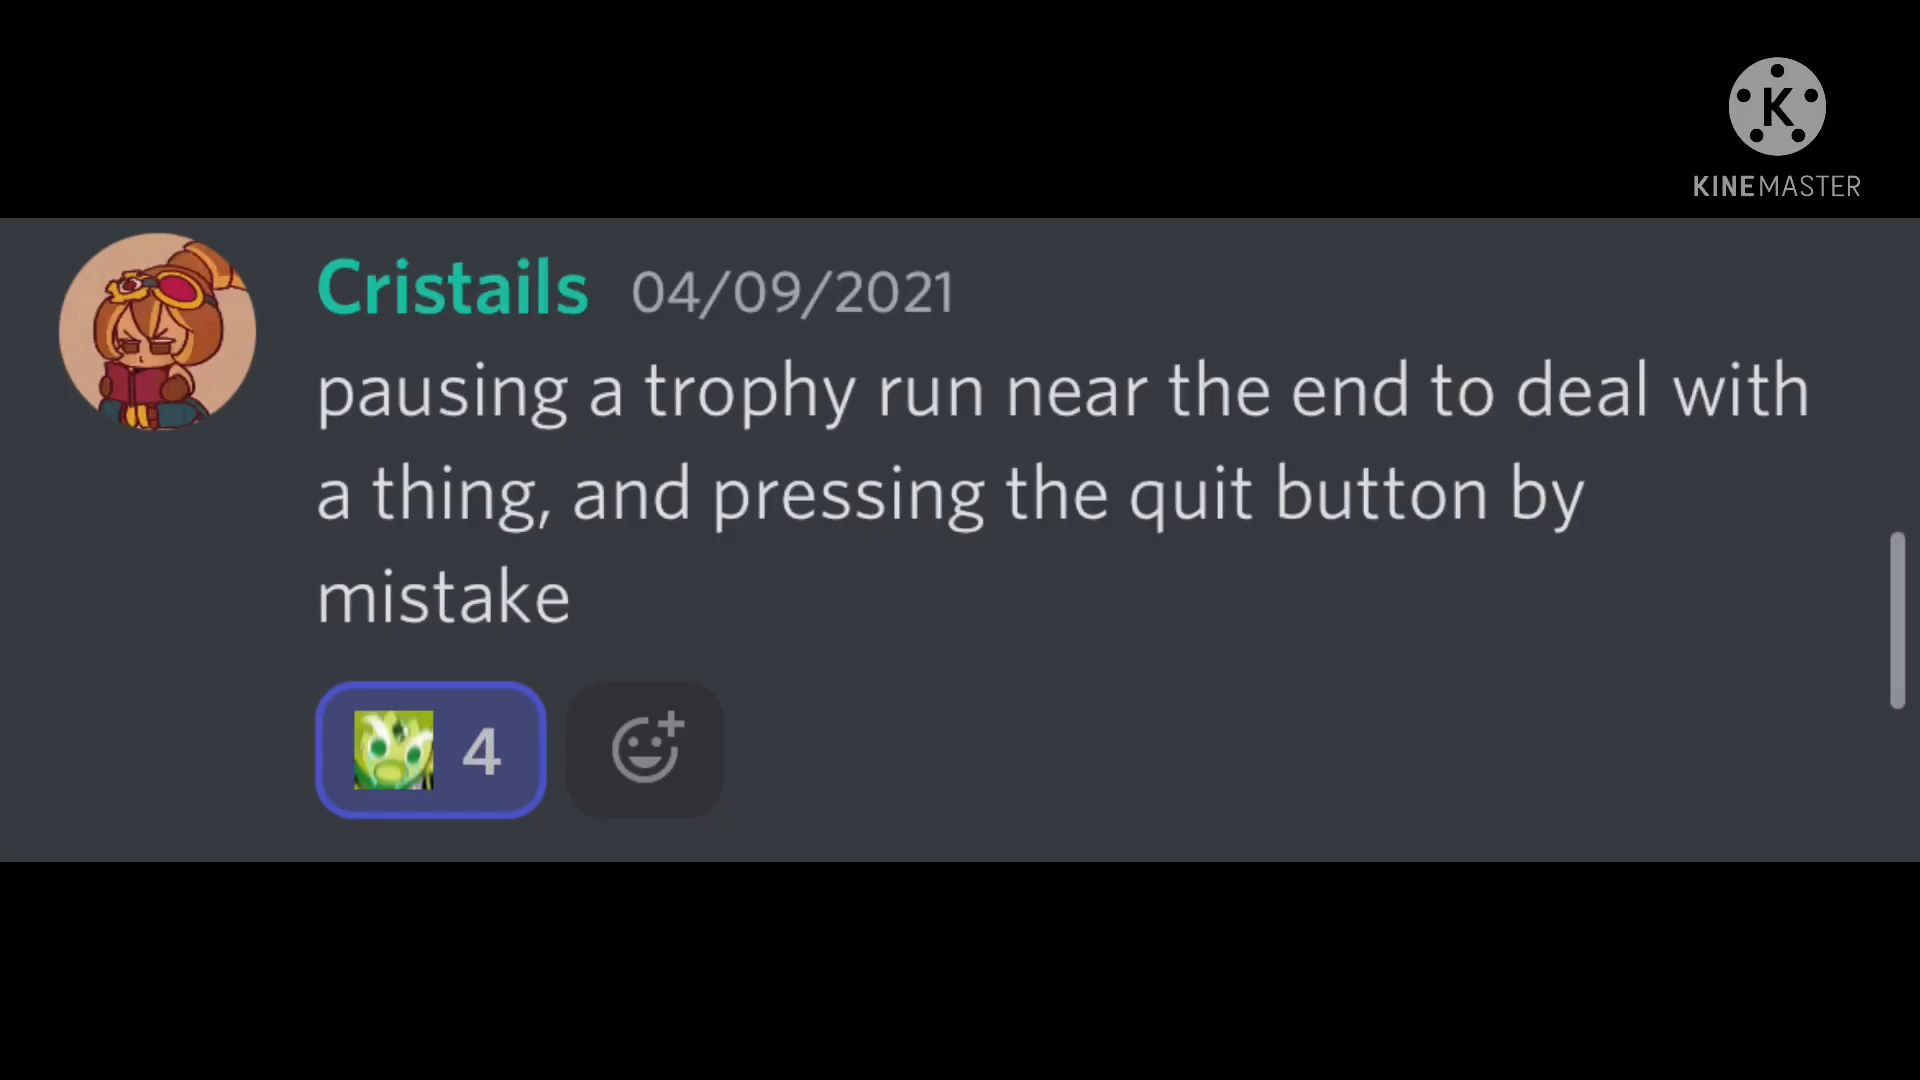 K
KINEMASTER
Cristails 04/09/2021
pausing a trophy run near the end to deal with
a thing, and pressing the quit button by
mistake
4